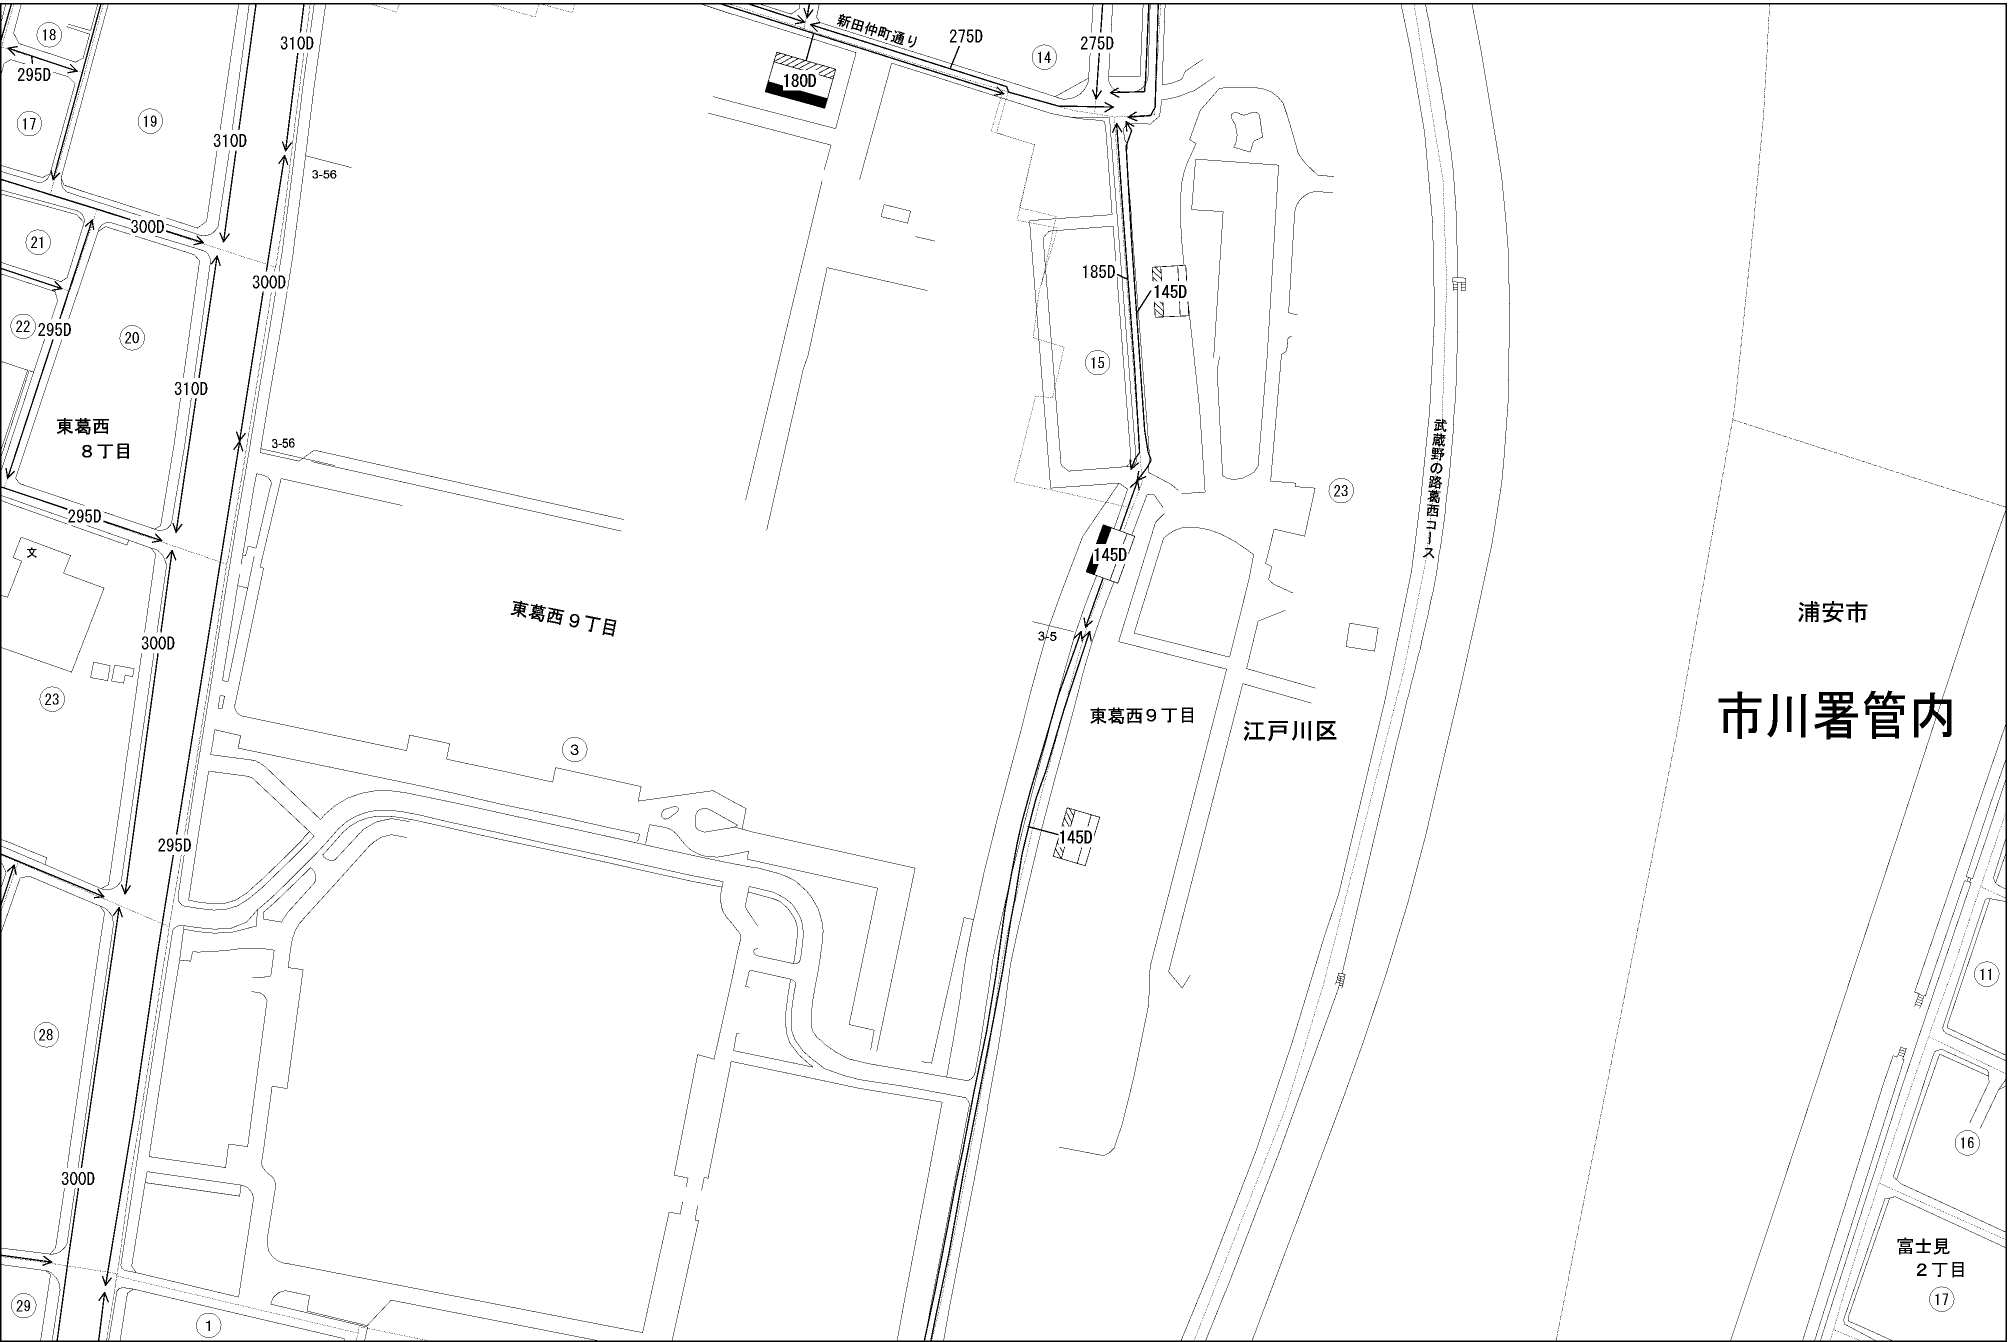 18
310D
新田仲町通り
275D
275D
14
295D
180D
17
19
310D
3-56
21
300D
300D
185D
145D
22
295D
20
15
310D
東葛西
8丁目
3-56
武蔵野の路葛西コース
23
295D
文
145D
東葛西9丁目
浦安市
3-5
300D
23
東葛西9丁目
江戸川区
市川署管内
3
295D
145D
11
28
16
300D
富士見
2丁目
29
1
17